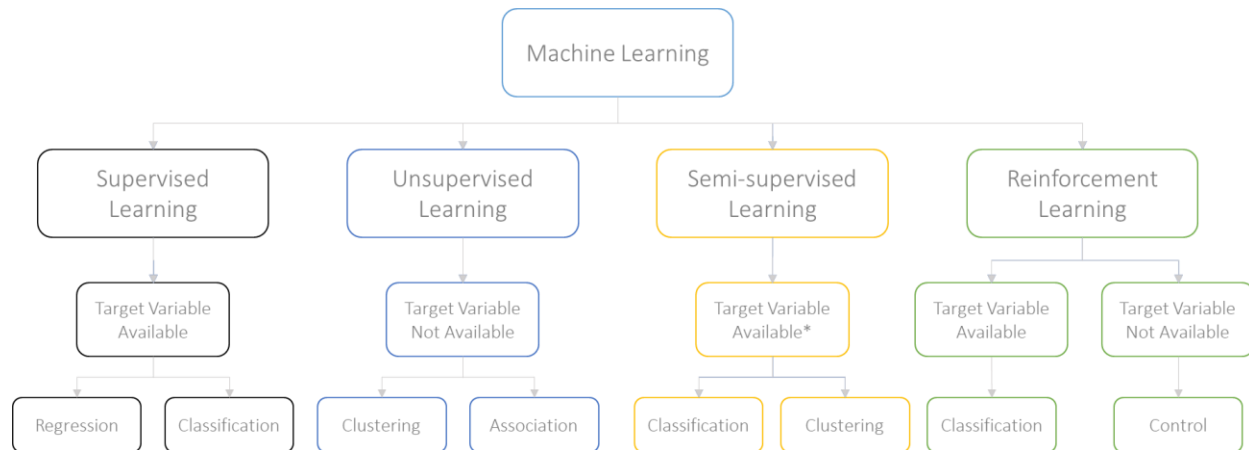 Machine Learning
Supervised
Learning
Unsupervised
Learning
Semi-supervised
Learning
Reinforcement
Learning
Target Variable
Available
Target Variable
Not Available
Target Variable
Available*
Target Variable
Available
Target Variable
Not Available
Regression
Classification
Clustering
Association
Classification
Clustering
Classification
Control